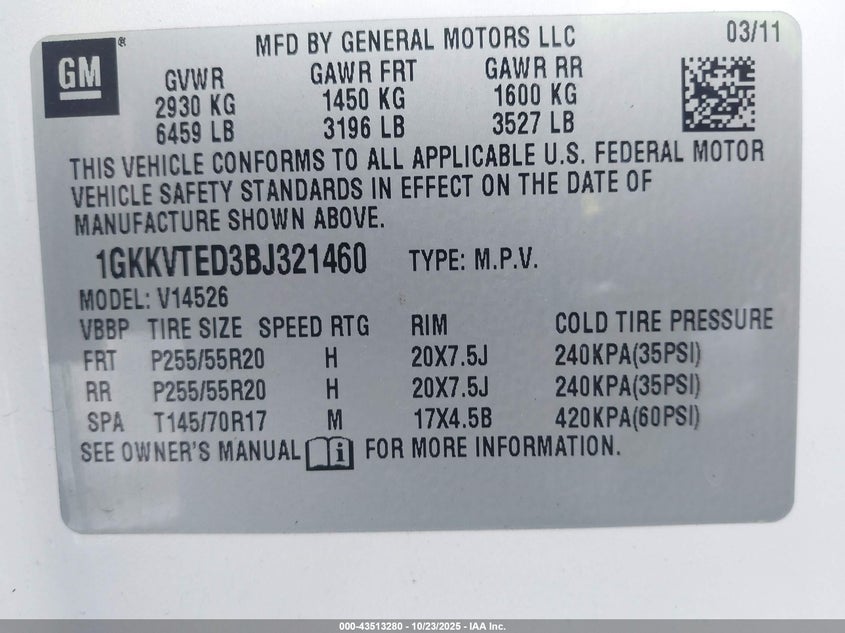 GM ®
MFD BY GENERAL MOTORS LLC
03/11
GVWR GAWR FRT GAWR RR
2930 KG 1450 KG 1600 KG
6459 LB 3196 LB 3527 LB
THIS VEHICLE CONFORMS TO ALL APPLICABLE U.S. FEDERAL MOTOR
VEHICLE SAFETY STANDARDS IN EFFECT ON THE DATE OF
MANUFACTURE SHOWN ABOVE.
1GKKVTED3BJ321460 TYPE: M.P.V.
MODEL: V14526
VBBP TIRE SIZE SPEED RTG RIM COLD TIRE PRESSURE
FRT P255/55R20 H 20X7.5J 240KPA(35PSI)
RR P255/55R20 H 20X7.5J 240KPA(35PSI)
SPA T145/70R17 M 17X4.5B 420KPA(60PSI)
SEE OWNER'S MANUAL i FOR MORE INFORMATION.
000-43513280 - 10/23/2025 - IAA Inc.